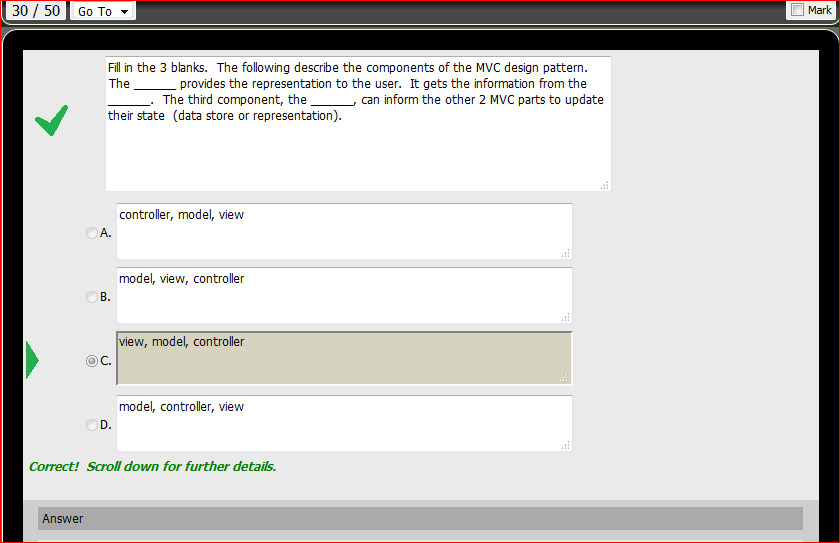 30 / 50 Go To Mark
Fill in the 3 blanks. The following describe the components of the MVC design pattern.
The ______ provides the representation to the user. It gets the information from the
______. The third component, the ______, can inform the other 2 MVC parts to update
their state (data store or representation).
A. controller, model, view
B. model, view, controller
C. view, model, controller
D. model, controller, view
Correct! Scroll down for further details.
Answer